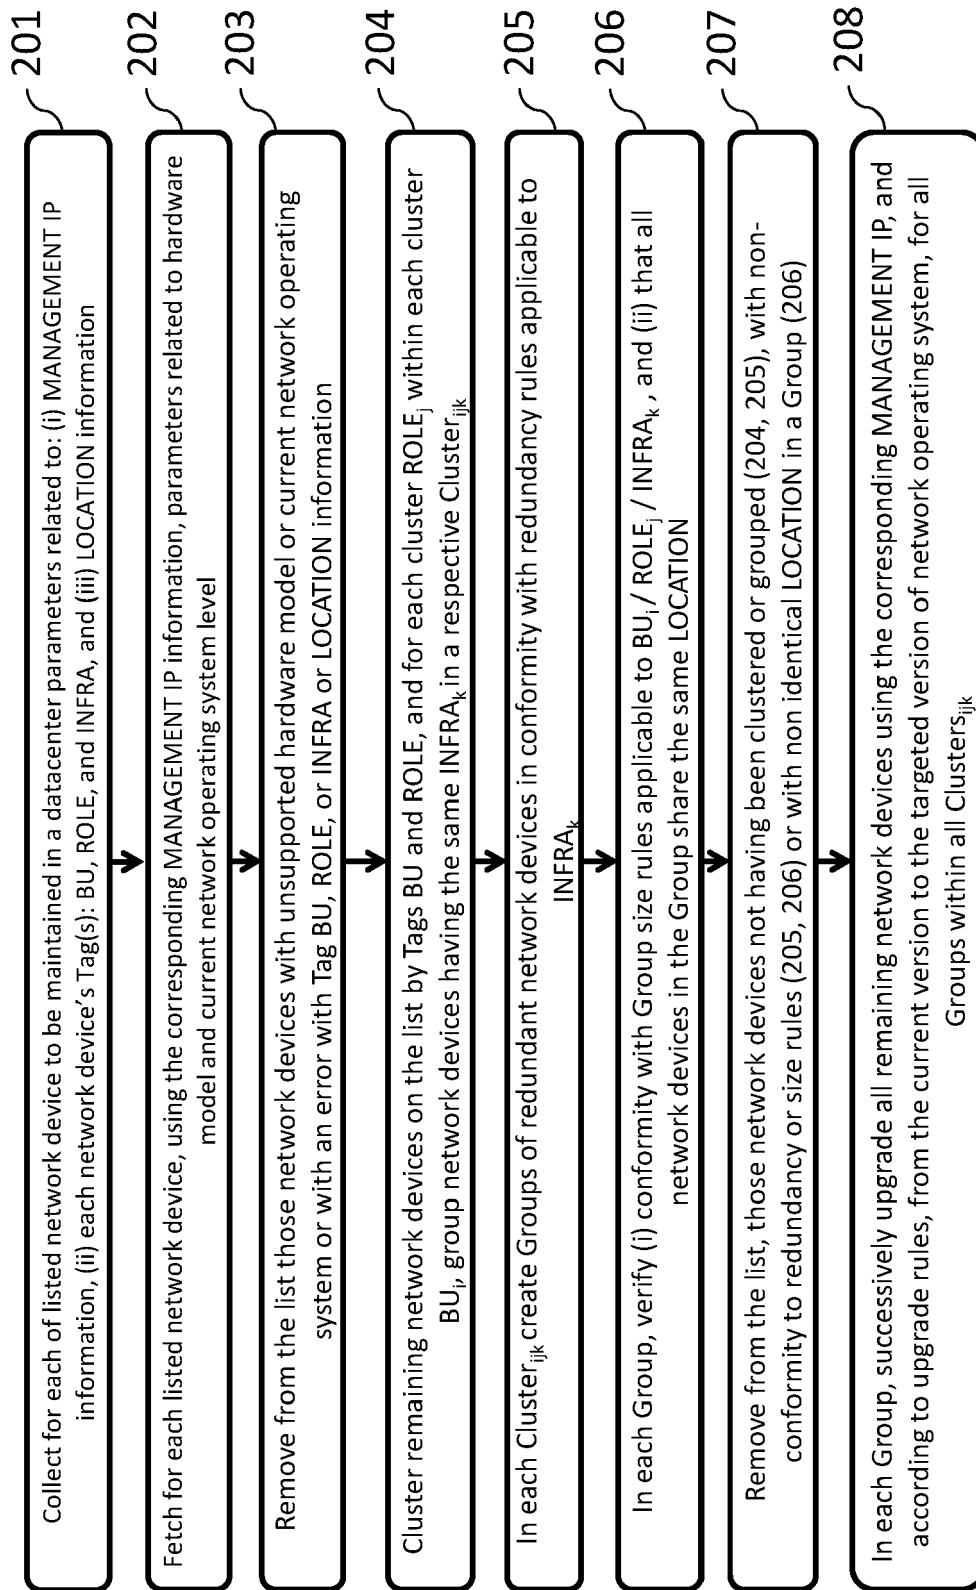 201
Collect for each of listed network device to be maintained in a datacenter parameters related to: (i) MANAGEMENT IP
information, (ii) each network device's Tag(s): BU, ROLE, and INFRA, and (iii) LOCATION information
202
Fetch for each listed network device, using the corresponding MANAGEMENT IP information, parameters related to hardware
model and current network operating system level
203
Remove from the list those network devices with unsupported hardware model or current network operating
system or with an error with Tag BU, ROLE, or INFRA or LOCATION information
204
Cluster remaining network devices on the list by Tags BU and ROLE, and for each cluster ROLEj within each cluster
BUi, group network devices having the same INFRAk in a respective Clusterijk
205
In each Clusterijk create Groups of redundant network devices in conformity with redundancy rules applicable to
INFRAk
206
In each Group, verify (i) conformity with Group size rules applicable to BUi / ROLEj / INFRAk , and (ii) that all
network devices in the Group share the same LOCATION
207
Remove from the list, those network devices not having been clustered or grouped (204, 205), with non-
conformity to redundancy or size rules (205, 206) or with non identical LOCATION in a Group (206)
208
In each Group, successively upgrade all remaining network devices using the corresponding MANAGEMENT IP, and
according to upgrade rules, from the current version to the targeted version of network operating system, for all
Groups within all Clustersijk